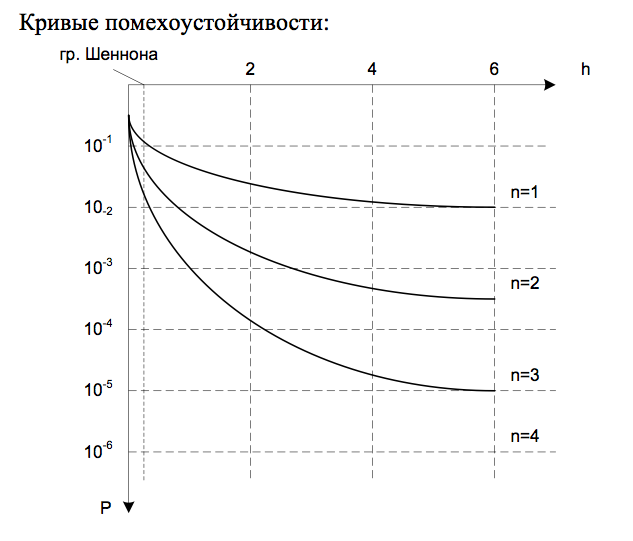 Кривые помехоустойчивости:
гр. Шеннона
2 4 6 h
10⁻¹
n=1
10₋₂
10⁻³
n=2
10⁻⁴
n=3
10⁻⁵
n=4
10⁻⁶
P